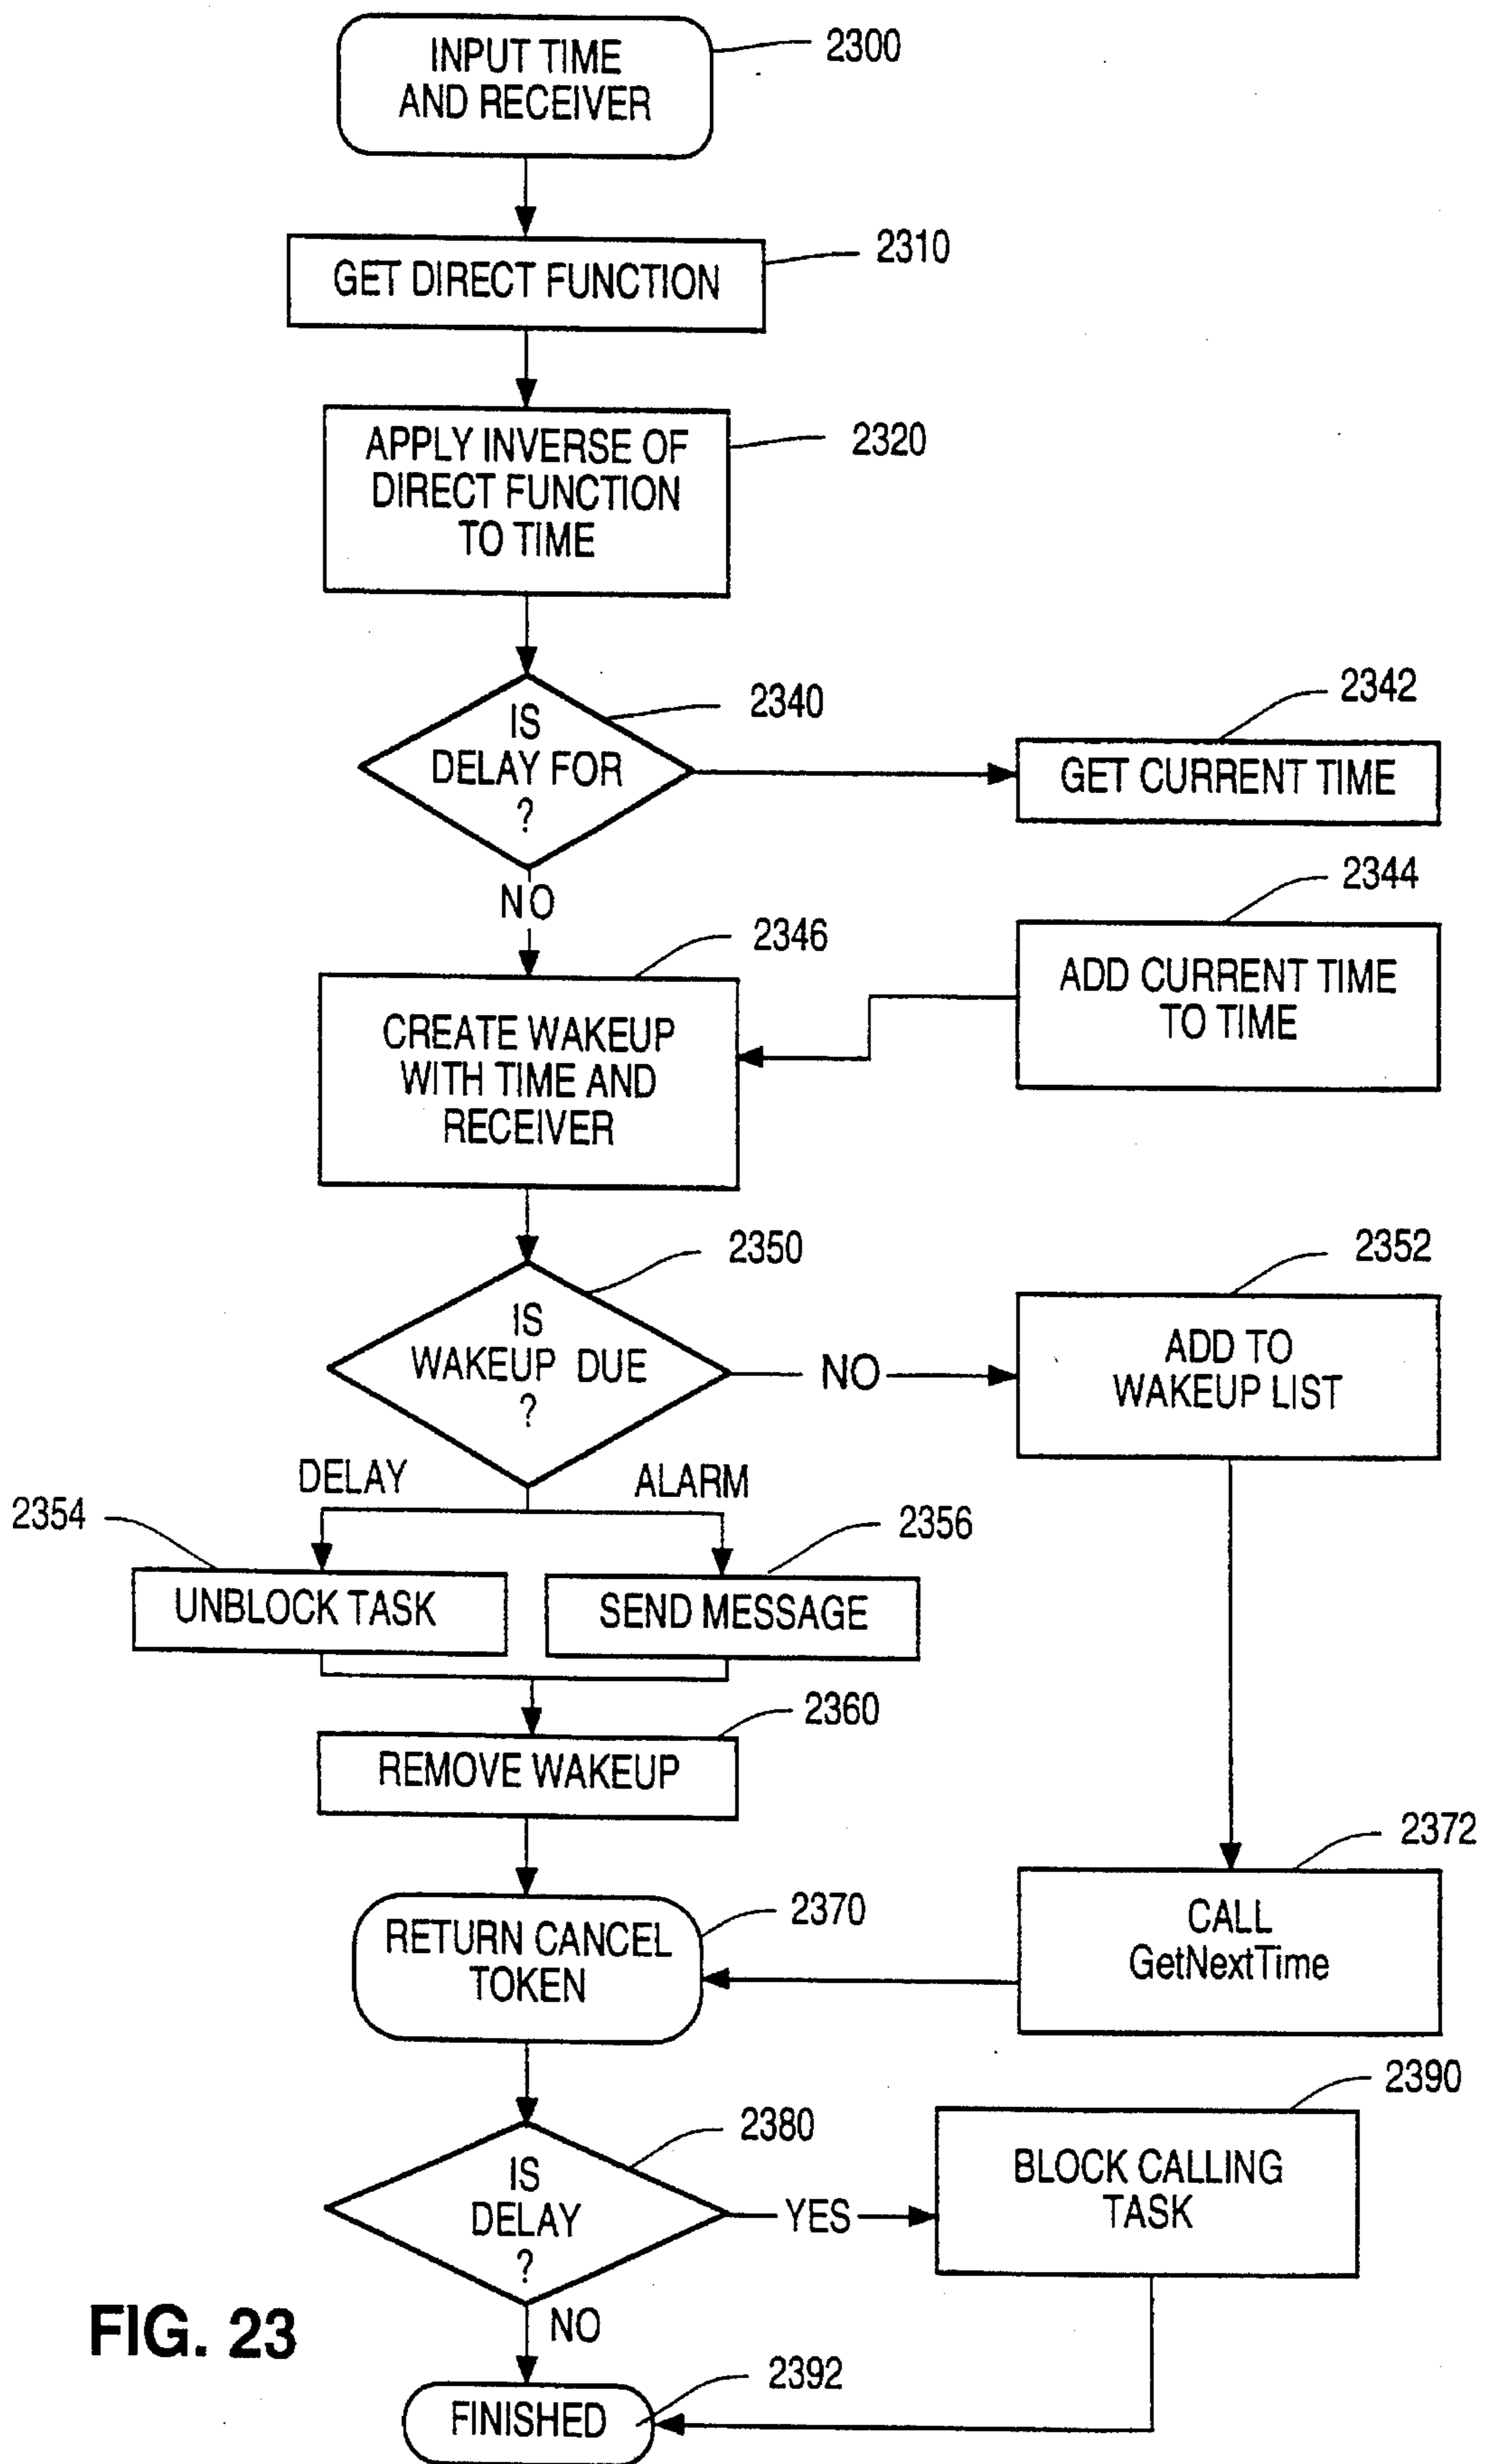 INPUT TIME
AND RECEIVER
2300
GET DIRECT FUNCTION
2310
APPLY INVERSE OF
DIRECT FUNCTION
TO TIME
2320
IS
DELAY FOR
?
2340
GET CURRENT TIME
2342
NO
ADD CURRENT TIME
TO TIME
2344
CREATE WAKEUP
WITH TIME AND
RECEIVER
2346
IS
WAKEUP DUE
?
2350
NO
ADD TO
WAKEUP LIST
2352
DELAY
ALARM
2354
UNBLOCK TASK
2356
SEND MESSAGE
2360
REMOVE WAKEUP
2370
RETURN CANCEL
TOKEN
2372
CALL
GetNextTime
2380
IS
DELAY
?
YES
2390
BLOCK CALLING
TASK
NO
2392
FINISHED
FIG. 23